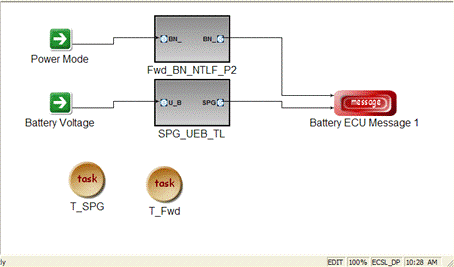 BN_
BN_
Power Mode
Fwd_BN_NTLF_P2
message
U_B
SPG
Battery Voltage
Battery ECU Message 1
SPG_UEB_TL
task
task
T_SPG
T_Fwd
ly
EDIT 100% ECSL_DP 10:28 AM